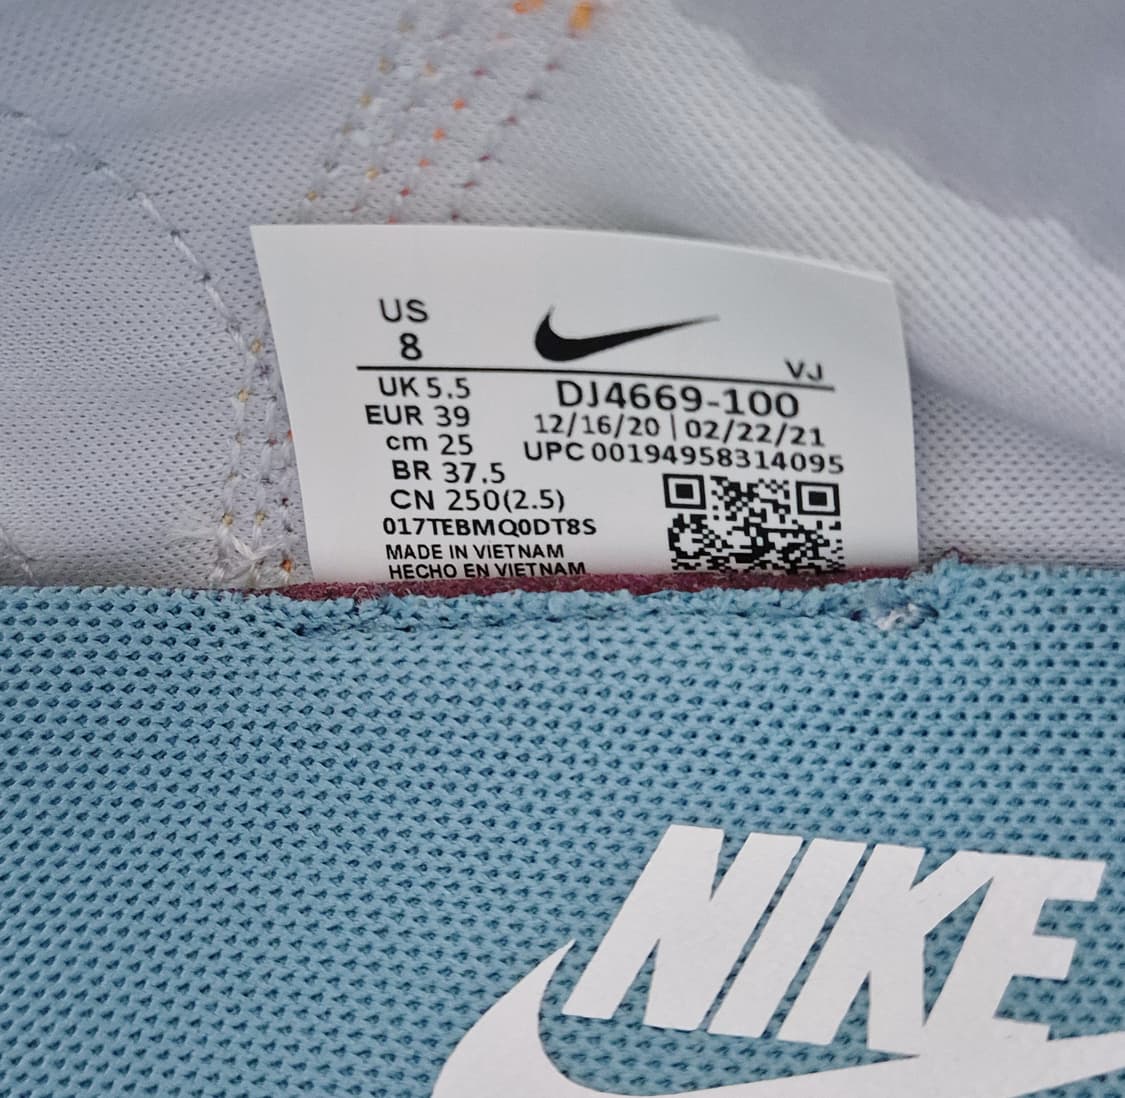 US
8
VJ
UK 5.5
DJ4669-100
EUR 39
12/16/20 | 02/22/21
cm 25
UPC 00194958314095
BR 37.5
CN 250(2.5)
017TEBMQ0DT8S
MADE IN VIETNAM
HECHO EN VIETNAM
NIKE